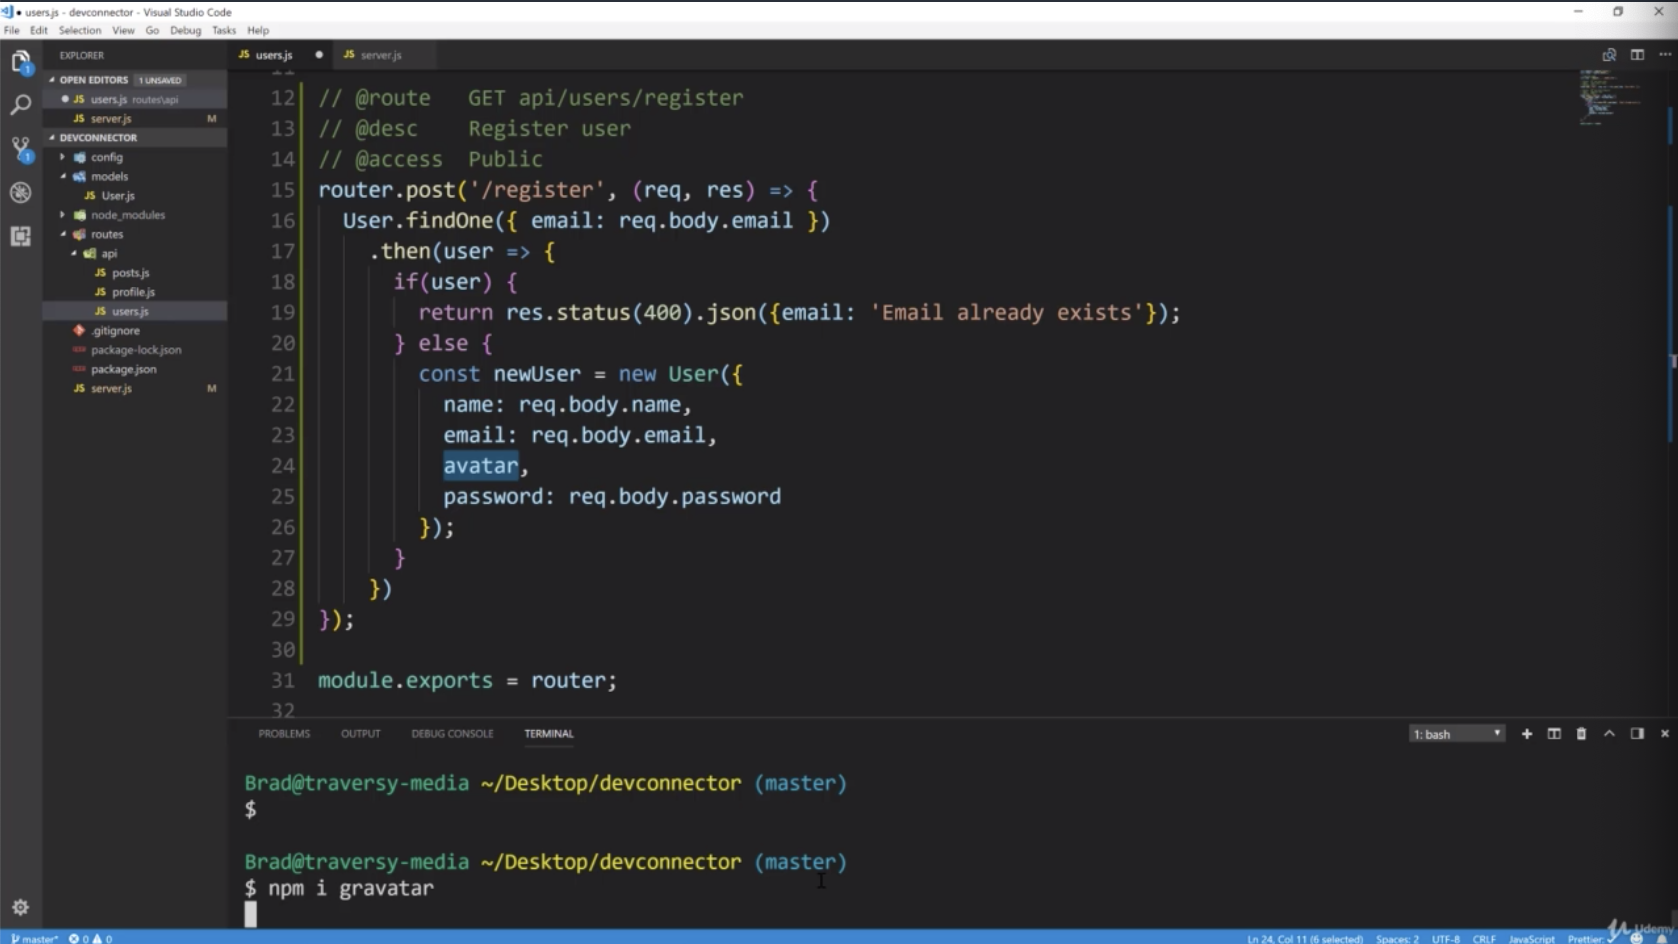 ● users.js - devconnector - Visual Studio Code
File Edit Selection View Go Debug Tasks Help
EXPLORER
OPEN EDITORS 1 UNSAVED
JS users.js routes\api
JS server.js M
DEVCONNECTOR
config
models
JS User.js
node_modules
routes
api
JS posts.js
JS profile.js
JS users.js
.gitignore
package-lock.json
package.json
JS server.js M
JS users.js ● JS server.js
11
12 // @route GET api/users/register
13 // @desc Register user
14 // @access Public
15 router.post('/register', (req, res) => {
16 User.findOne({ email: req.body.email })
17 .then(user => {
18 if(user) {
19 return res.status(400).json({email: 'Email already exists'});
20 } else {
21 const newUser = new User({
22 name: req.body.name,
23 email: req.body.email,
24 avatar,
25 password: req.body.password
26 });
27 }
28 })
29 });
30
31 module.exports = router;
32
PROBLEMS OUTPUT DEBUG CONSOLE TERMINAL 1: bash
Brad@traversy-media ~/Desktop/devconnector (master)
$
Brad@traversy-media ~/Desktop/devconnector (master)
$ npm i gravatar
master* 0 0 Ln 24, Col 11 (6 selected) Spaces: 2 UTF-8 CRLF JavaScript Prettier: ✓
Udemy